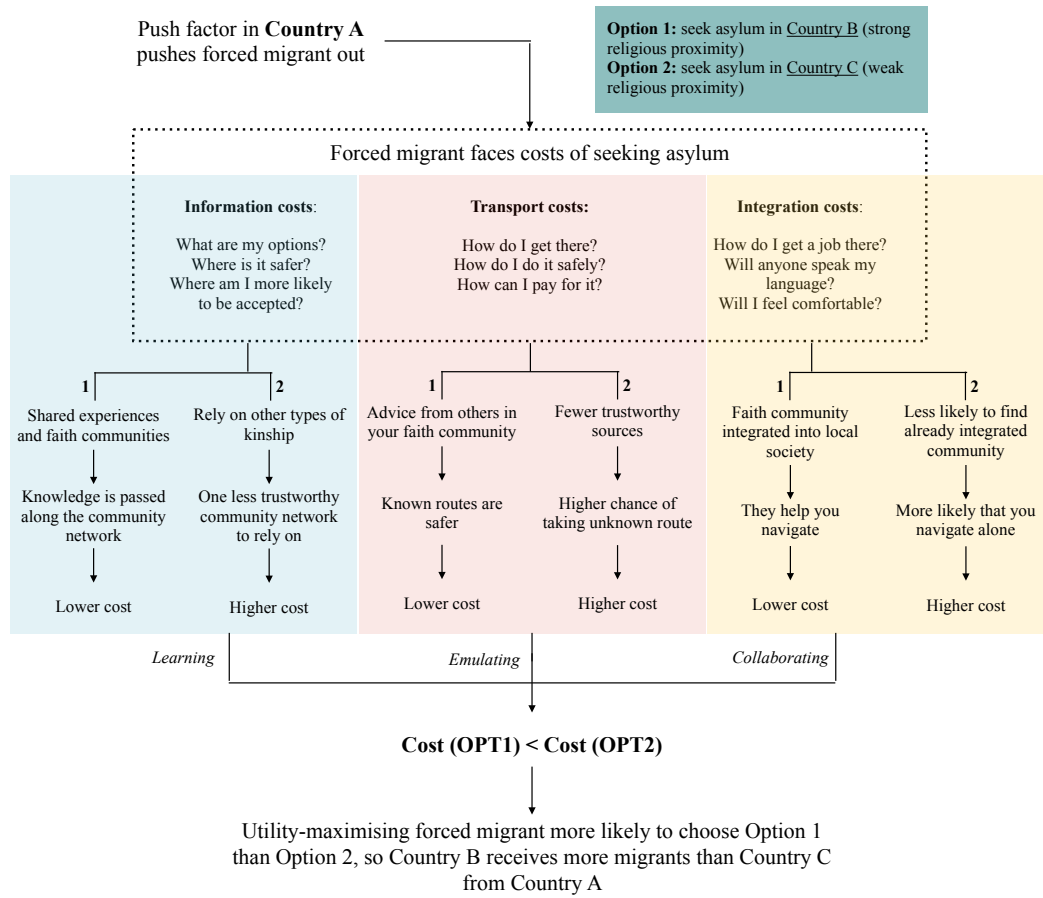 Push factor in Country A
pushes forced migrant out
Option 1: seek asylum in Country B (strong
religious proximity)
Option 2: seek asylum in Country C (weak
religious proximity)
Forced migrant faces costs of seeking asylum
Information costs:
What are my options?
Where is it safer?
Where am I more likely
to be accepted?
Transport costs:
How do I get there?
How do I do it safely?
How can I pay for it?
Integration costs:
How do I get a job there?
Will anyone speak my
language?
Will I feel comfortable?
1
Shared experiences
and faith communities
Knowledge is passed
along the community
network
Lower cost
2
Rely on other types of
kinship
One less trustworthy
community network
to rely on
Higher cost
1
Advice from others in
your faith community
Known routes are
safer
Lower cost
2
Fewer trustworthy
sources
Higher chance of
taking unknown route
Higher cost
1
Faith community
integrated into local
society
They help you
navigate
Lower cost
2
Less likely to find
already integrated
community
More likely that you
navigate alone
Higher cost
Learning
Emulating
Collaborating
Cost (OPT1) < Cost (OPT2)
Utility-maximising forced migrant more likely to choose Option 1
than Option 2, so Country B receives more migrants than Country C
from Country A